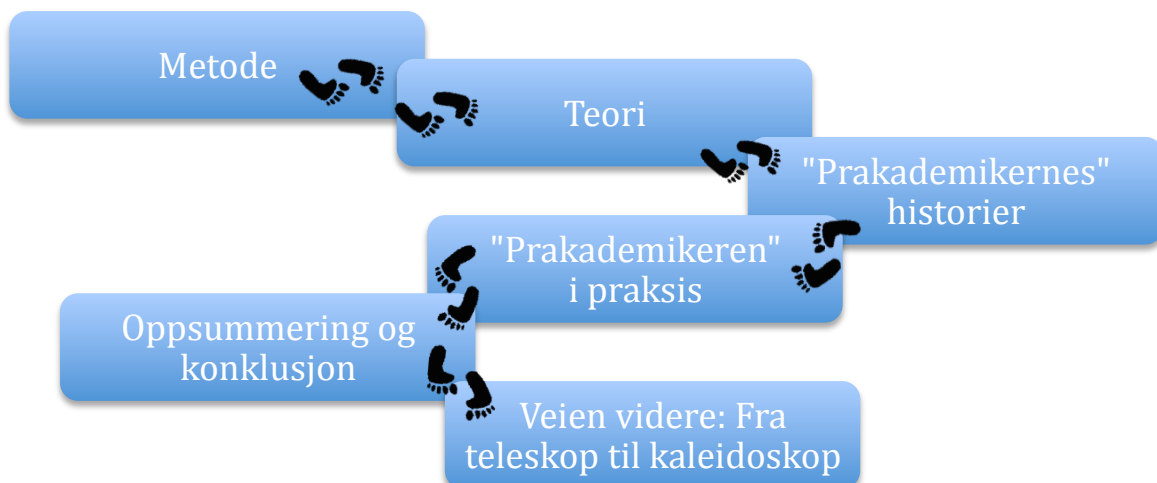 Metode
Teori
"Prakademikernes"
historier
"Prakademikeren"
i praksis
Oppsummering og
konklusjon
Veien videre: Fra
teleskop til kaleidoskop